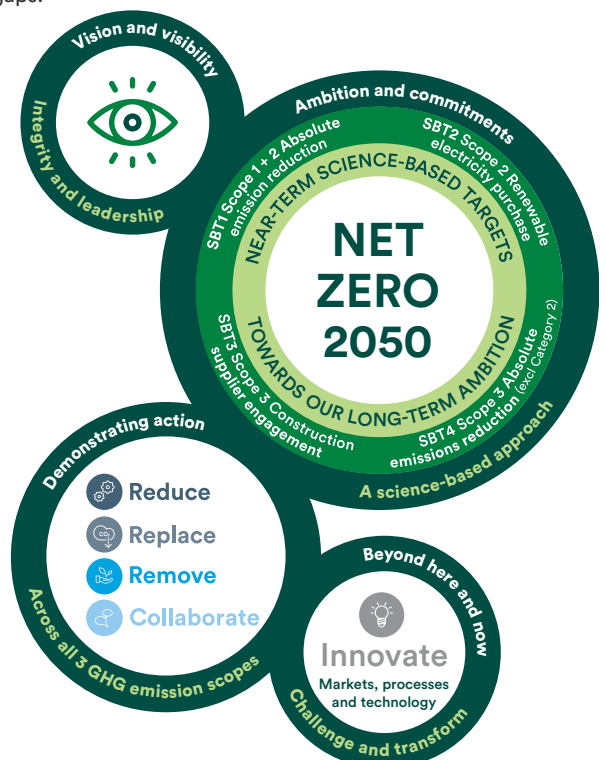 gaps.
Vision and visibility
Integrity and leadership
Ambition and commitments
SBT1 Scope 1 + 2 Absolute
emission reduction
SBT2 Scope 2 Renewable
electricity purchase
NEAR-TERM SCIENCE-BASED TARGETS
NET
ZERO
2050
TOWARDS OUR LONG-TERM AMBITION
SBT3 Scope 3 Construction
supplier engagement
SBT4 Scope 3 Absolute
emissions reduction (excl Category 2)
A science-based approach
Demonstrating action
Reduce
Replace
Remove
Collaborate
Across all 3 GHG emission scopes
Beyond here and now
Innovate
Markets, processes
and technology
Challenge and transform